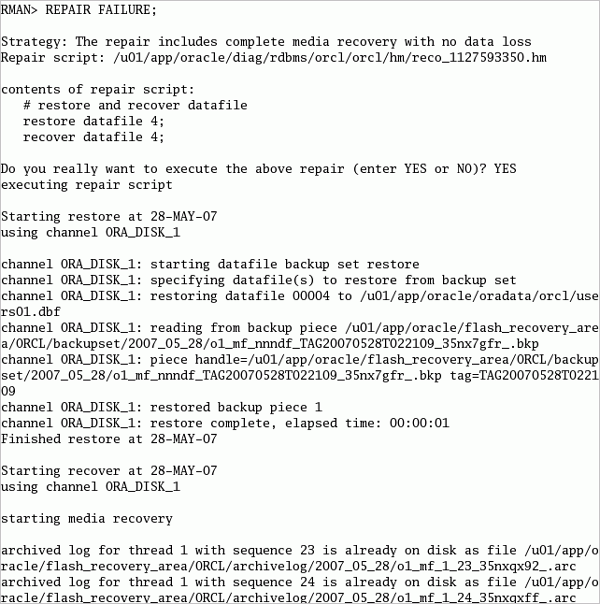 RMAN> REPAIR FAILURE;
Strategy: The repair includes complete media recovery with no data loss
Repair script: /u01/app/oracle/diag/rdbms/orcl/orcl/hm/reco_1127593350.hm
contents of repair script:
   # restore and recover datafile
   restore datafile 4;
   recover datafile 4;
Do you really want to execute the above repair (enter YES or NO)? YES
executing repair script
Starting restore at 28-MAY-07
using channel ORA_DISK_1
channel ORA_DISK_1: starting datafile backup set restore
channel ORA_DISK_1: specifying datafile(s) to restore from backup set
channel ORA_DISK_1: restoring datafile 00004 to /u01/app/oracle/oradata/orcl/use
rs01.dbf
channel ORA_DISK_1: reading from backup piece /u01/app/oracle/flash_recovery_are
a/ORCL/backupset/2007_05_28/o1_mf_nnndf_TAG20070528T022109_35nx7gfr_.bkp
channel ORA_DISK_1: piece handle=/u01/app/oracle/flash_recovery_area/ORCL/backup
set/2007_05_28/o1_mf_nnndf_TAG20070528T022109_35nx7gfr_.bkp tag=TAG20070528T0221
09
channel ORA_DISK_1: restored backup piece 1
channel ORA_DISK_1: restore complete, elapsed time: 00:00:01
Finished restore at 28-MAY-07
Starting recover at 28-MAY-07
using channel ORA_DISK_1
starting media recovery
archived log for thread 1 with sequence 23 is already on disk as file /u01/app/o
racle/flash_recovery_area/ORCL/archivelog/2007_05_28/o1_mf_1_23_35nxqx92_.arc
archived log for thread 1 with sequence 24 is already on disk as file /u01/app/o
racle/flash_recovery_area/ORCL/archivelog/2007_05_28/o1_mf_1_24_35nxqxff_.arc